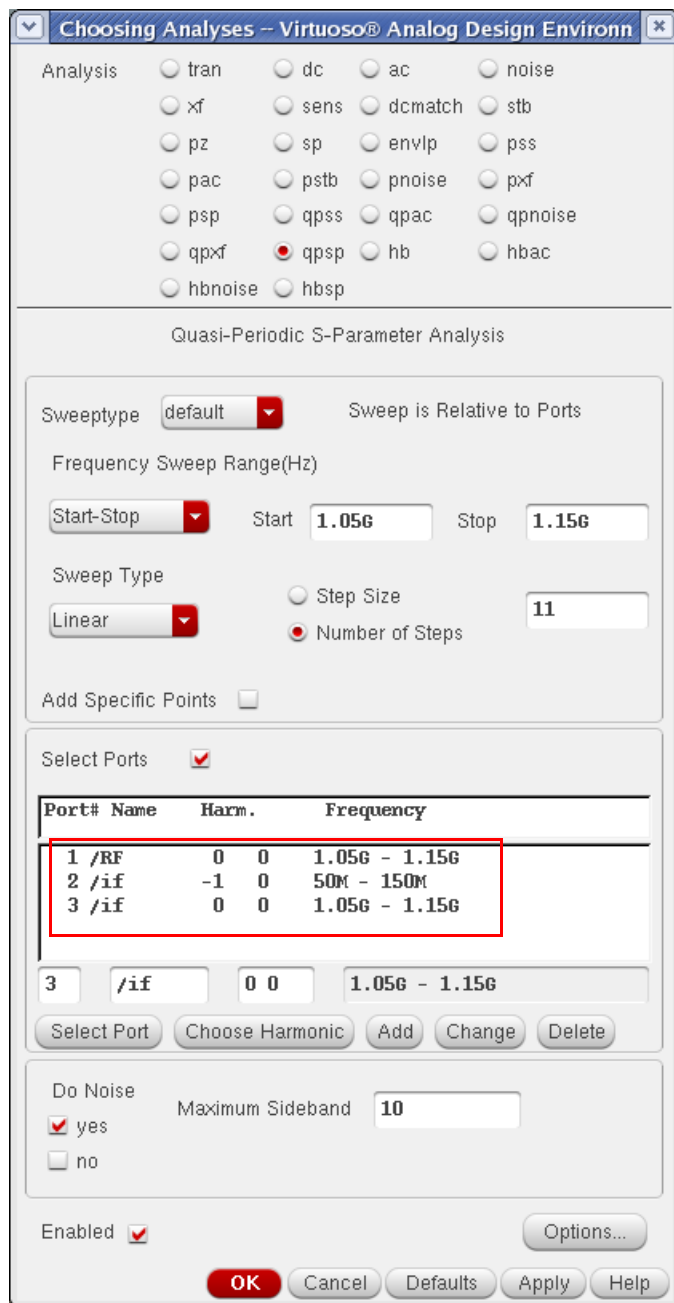 Choosing Analyses -- Virtuoso® Analog Design Environn
Analysis tran dc ac noise
xf sens dcmatch stb
pz sp envlp pss
pac pstb pnoise pxf
psp qpss qpac qpnoise
qpxf qpsp hb hbac
hbnoise hbsp
Quasi-Periodic S-Parameter Analysis
Sweeptype default Sweep is Relative to Ports
Frequency Sweep Range(Hz)
Start-Stop Start 1.05G Stop 1.15G
Sweep Type
Linear
Step Size
Number of Steps
11
Add Specific Points
Select Ports
Port# Name Harm. Frequency
1 /RF 0 0 1.05G - 1.15G
2 /if -1 0 50M - 150M
3 /if 0 0 1.05G - 1.15G
3 /if 0 0 1.05G - 1.15G
Select Port Choose Harmonic Add Change Delete
Do Noise
yes
no
Maximum Sideband 10
Enabled Options...
OK Cancel Defaults Apply Help